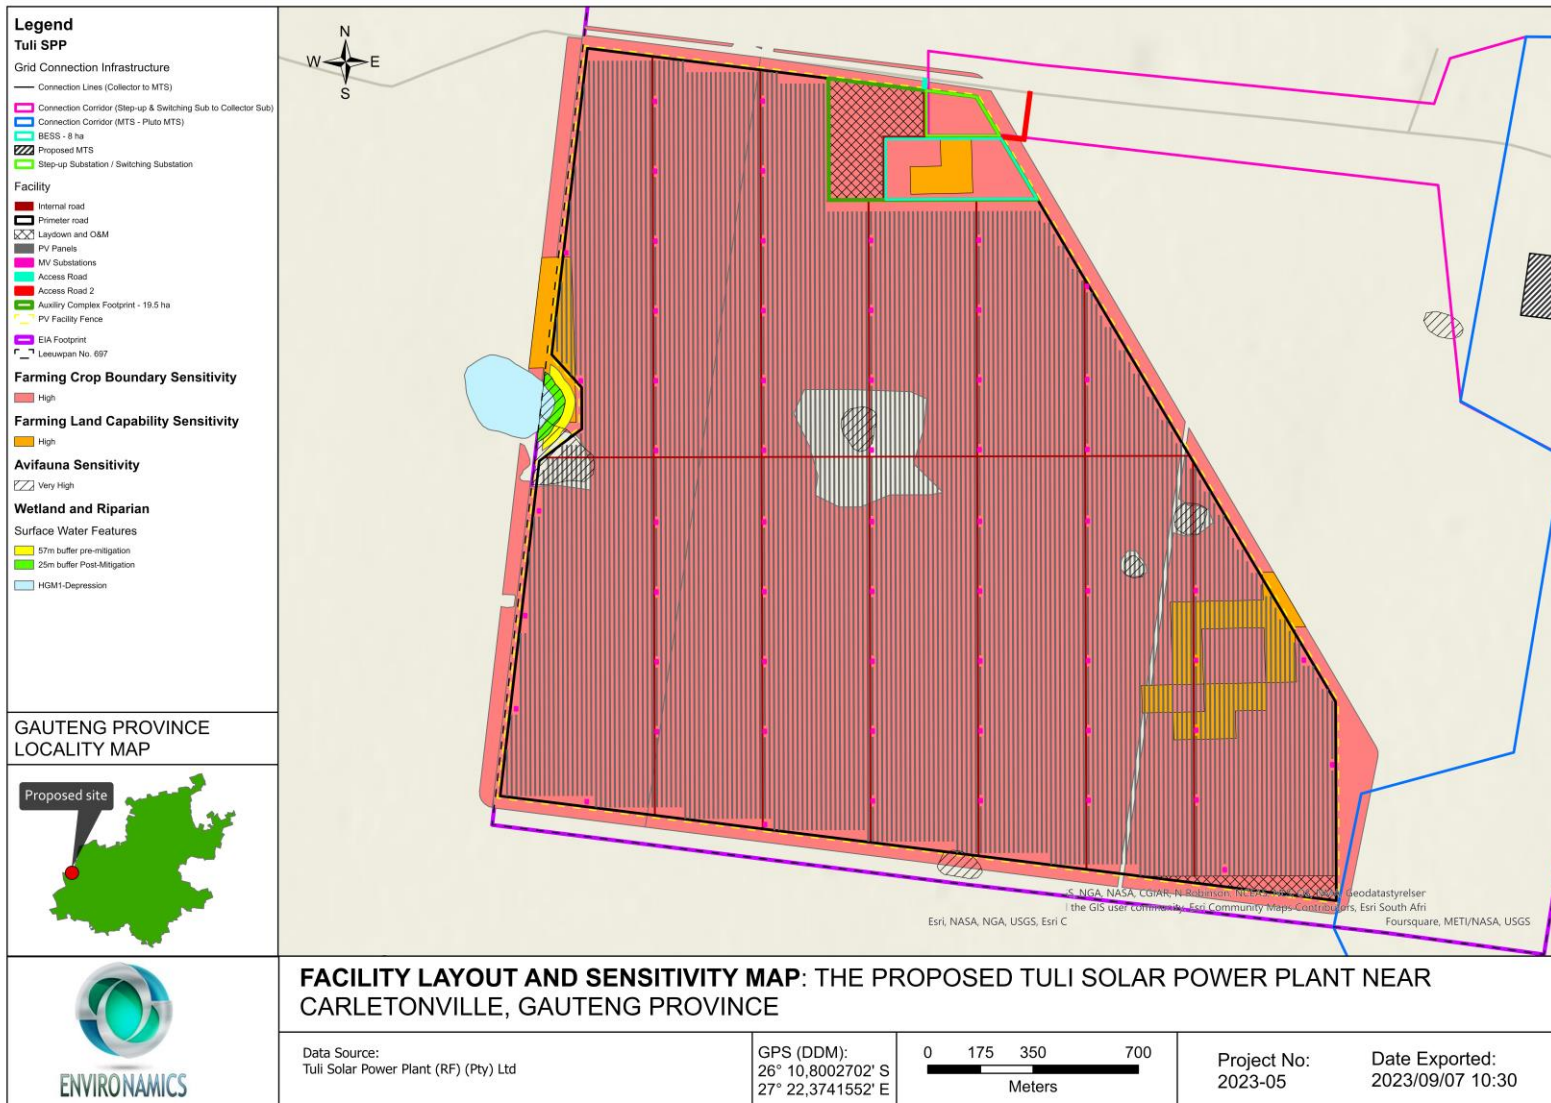 Legend
Tuli SPP
Grid Connection Infrastructure
Connection Lines (Collector to MTS)
Connection Corridor (Step-up & Switching Sub to Collector Sub)
Connection Corridor (MTS - Pluto MTS)
BESS - 8 ha
Proposed MTS
Step-up Substation / Switching Substation
Facility
Internal road
Primeter road
Laydown and O&M
PV Panels
MV Substations
Access Road
Access Road 2
Auxiliry Complex Footprint - 19.5 ha
PV Facility Fence
EIA Footprint
Leeuwpan No. 697
Farming Crop Boundary Sensitivity
High
Farming Land Capability Sensitivity
High
Avifauna Sensitivity
Very High
Wetland and Riparian
Surface Water Features
57m buffer pre-mitigation
25m buffer Post-Mitigation
HGM1-Depression
GAUTENG PROVINCE
LOCALITY MAP
Proposed site
ENVIRONAMICS
N
W E
S
S, NGA, NASA, CGIAR, N Robinson, NCEAS, Geodatastyrelser
the GIS user community, Esri Community Maps Contributors, Esri South Afri
Esri, NASA, NGA, USGS, Esri C
Foursquare, METI/NASA, USGS
FACILITY LAYOUT AND SENSITIVITY MAP: THE PROPOSED TULI SOLAR POWER PLANT NEAR
CARLETONVILLE, GAUTENG PROVINCE
Data Source:
Tuli Solar Power Plant (RF) (Pty) Ltd
GPS (DDM):
26° 10,8002702' S
27° 22,3741552' E
0 175 350 700
Meters
Project No:
2023-05
Date Exported:
2023/09/07 10:30